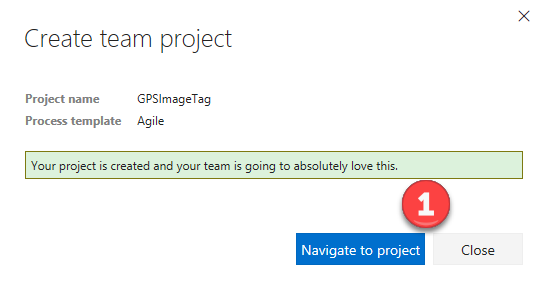 Create team project
Project name GPSImageTag
Process template Agile
Your project is created and your team is going to absolutely love this.
1
Navigate to project Close